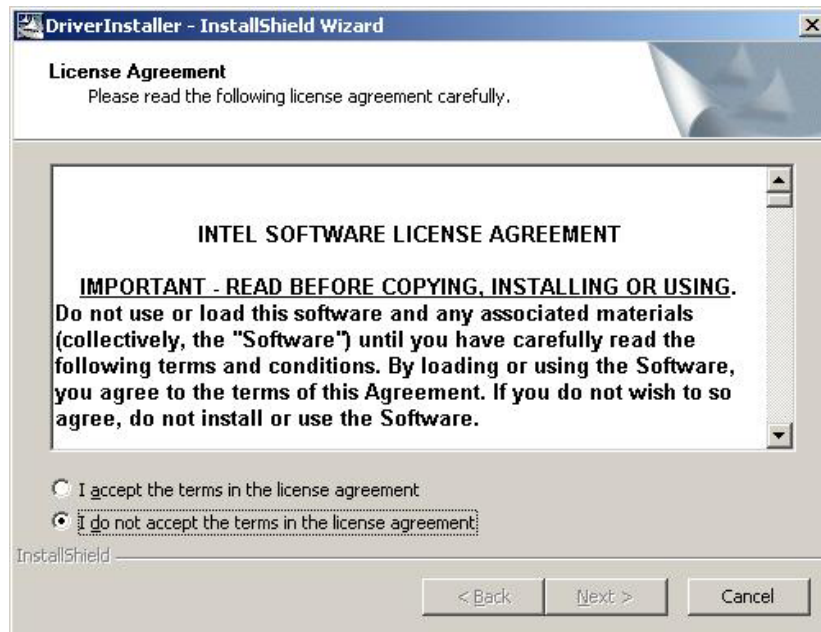 DriverInstaller - InstallShield Wizard
License Agreement
Please read the following license agreement carefully.
INTEL SOFTWARE LICENSE AGREEMENT
IMPORTANT - READ BEFORE COPYING, INSTALLING OR USING.
Do not use or load this software and any associated materials
(collectively, the "Software") until you have carefully read the
following terms and conditions. By loading or using the Software,
you agree to the terms of this Agreement. If you do not wish to so
agree, do not install or use the Software.
I accept the terms in the license agreement
I do not accept the terms in the license agreement
InstallShield
< Back Next > Cancel